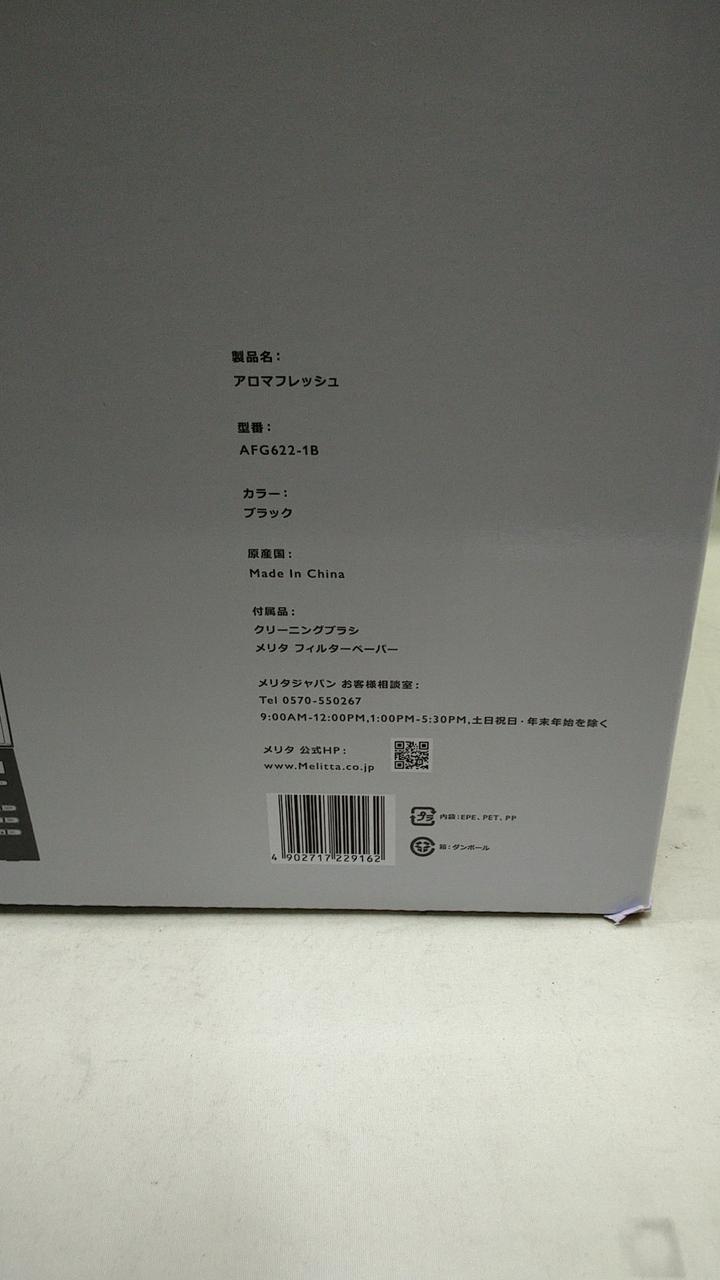 製品名：
アロマフレッシュ
型番：
AFG622-1B
カラー：
ブラック
原産国：
Made In China
付属品：
クリーニングブラシ
メリタ フィルターペーパー
メリタジャパン お客様相談室：
Tel 0570-550267
9:00AM-12:00PM,1:00PM-5:30PM,土日祝日・年末年始を除く
メリタ 公式HP：
www.Melitta.co.jp
4 902717 229162
プラ
内袋：EPE、PET、PP
箱：ダンボール